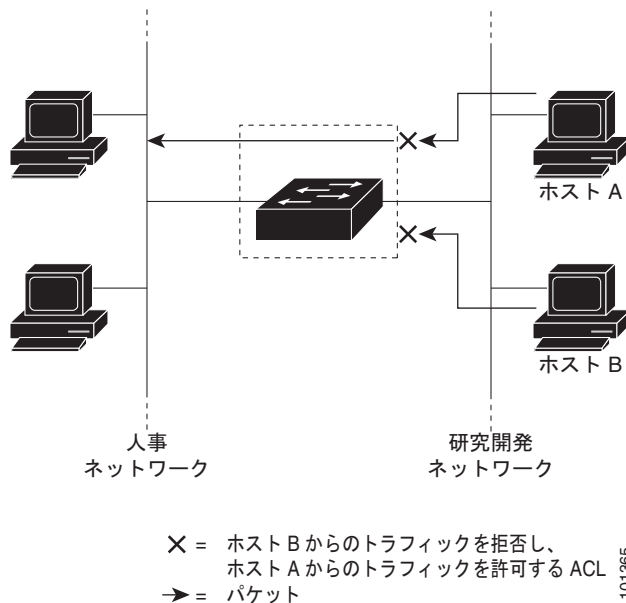 ホスト A
ホスト B
人事
ネットワーク
研究開発
ネットワーク
✕ = ホスト B からのトラフィックを拒否し、
ホスト A からのトラフィックを許可する ACL
➔ = パケット
101365